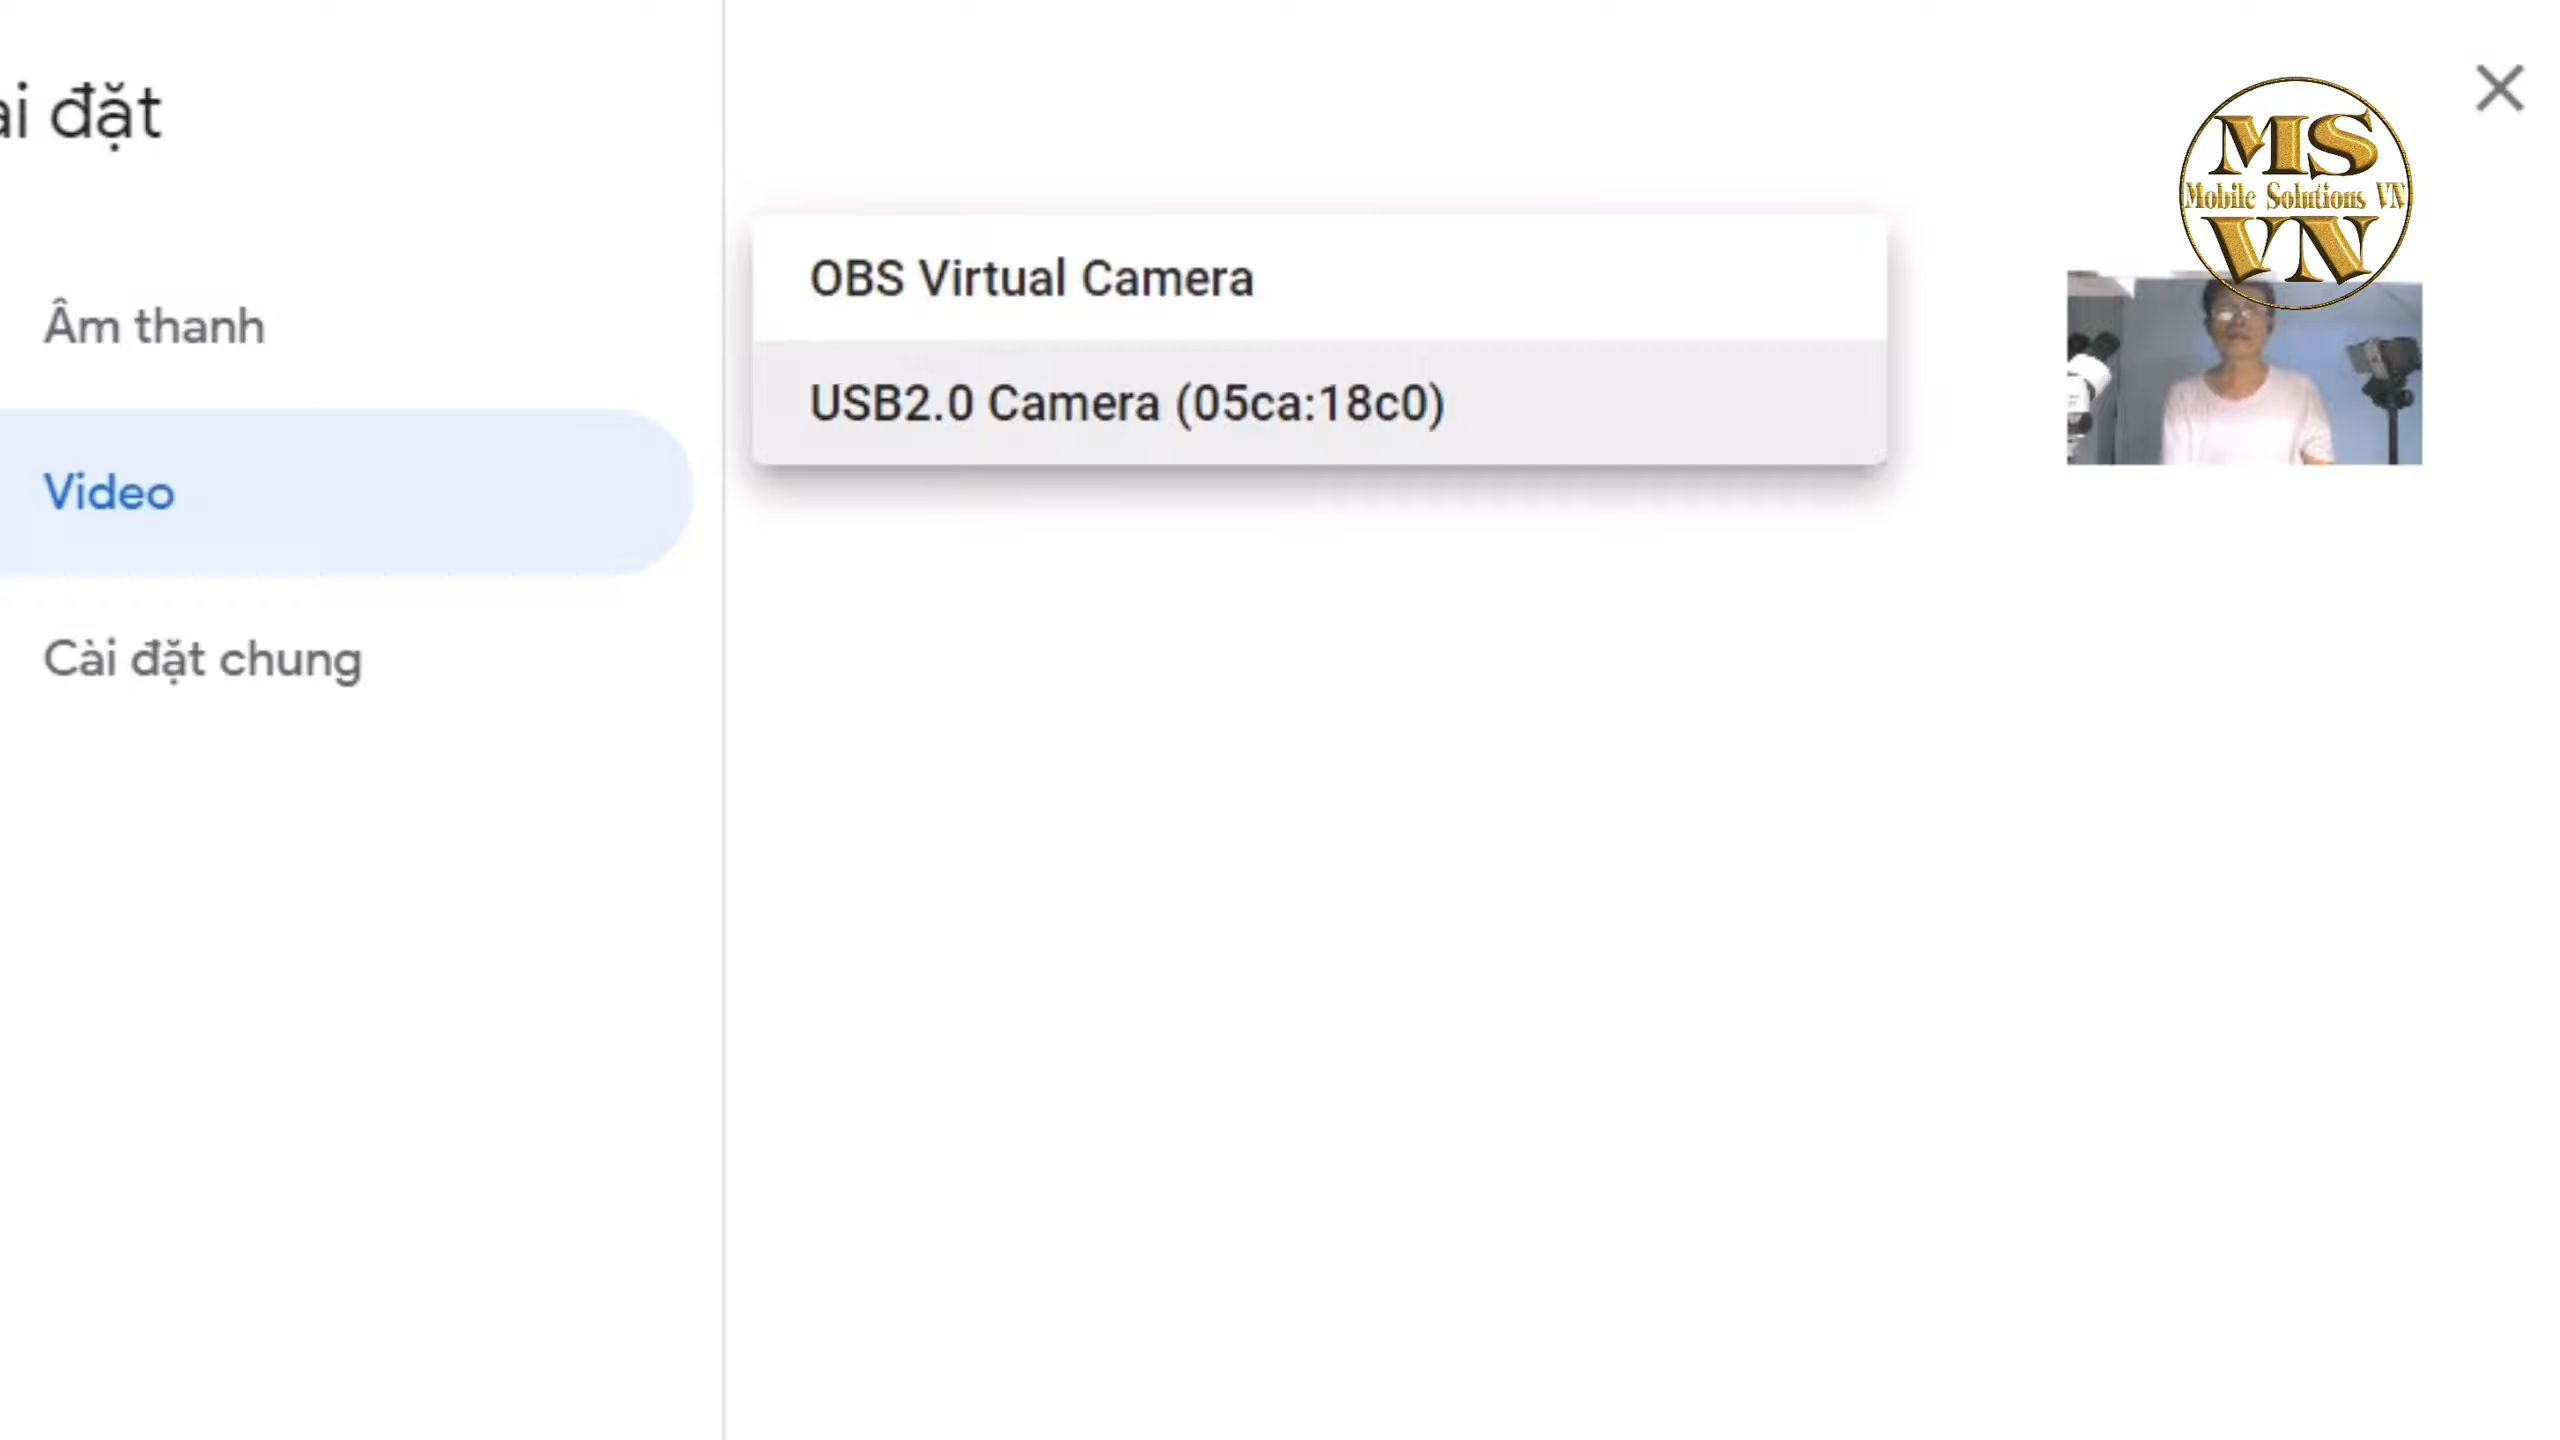 ài đặt
Âm thanh
Video
Cài đặt chung
OBS Virtual Camera
USB2.0 Camera (05ca:18c0)
MS
Mobile Solutions VN
VN